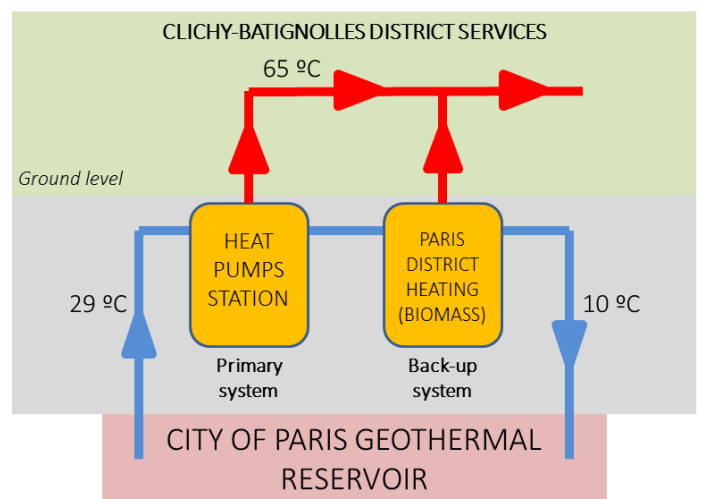 CLICHY-BATIGNOLLES DISTRICT SERVICES
65 ºC
Ground level
HEAT
PUMPS
STATION
PARIS
DISTRICT
HEATING
(BIOMASS)
29 ºC
10 ºC
Primary
system
Back-up
system
CITY OF PARIS GEOTHERMAL
RESERVOIR